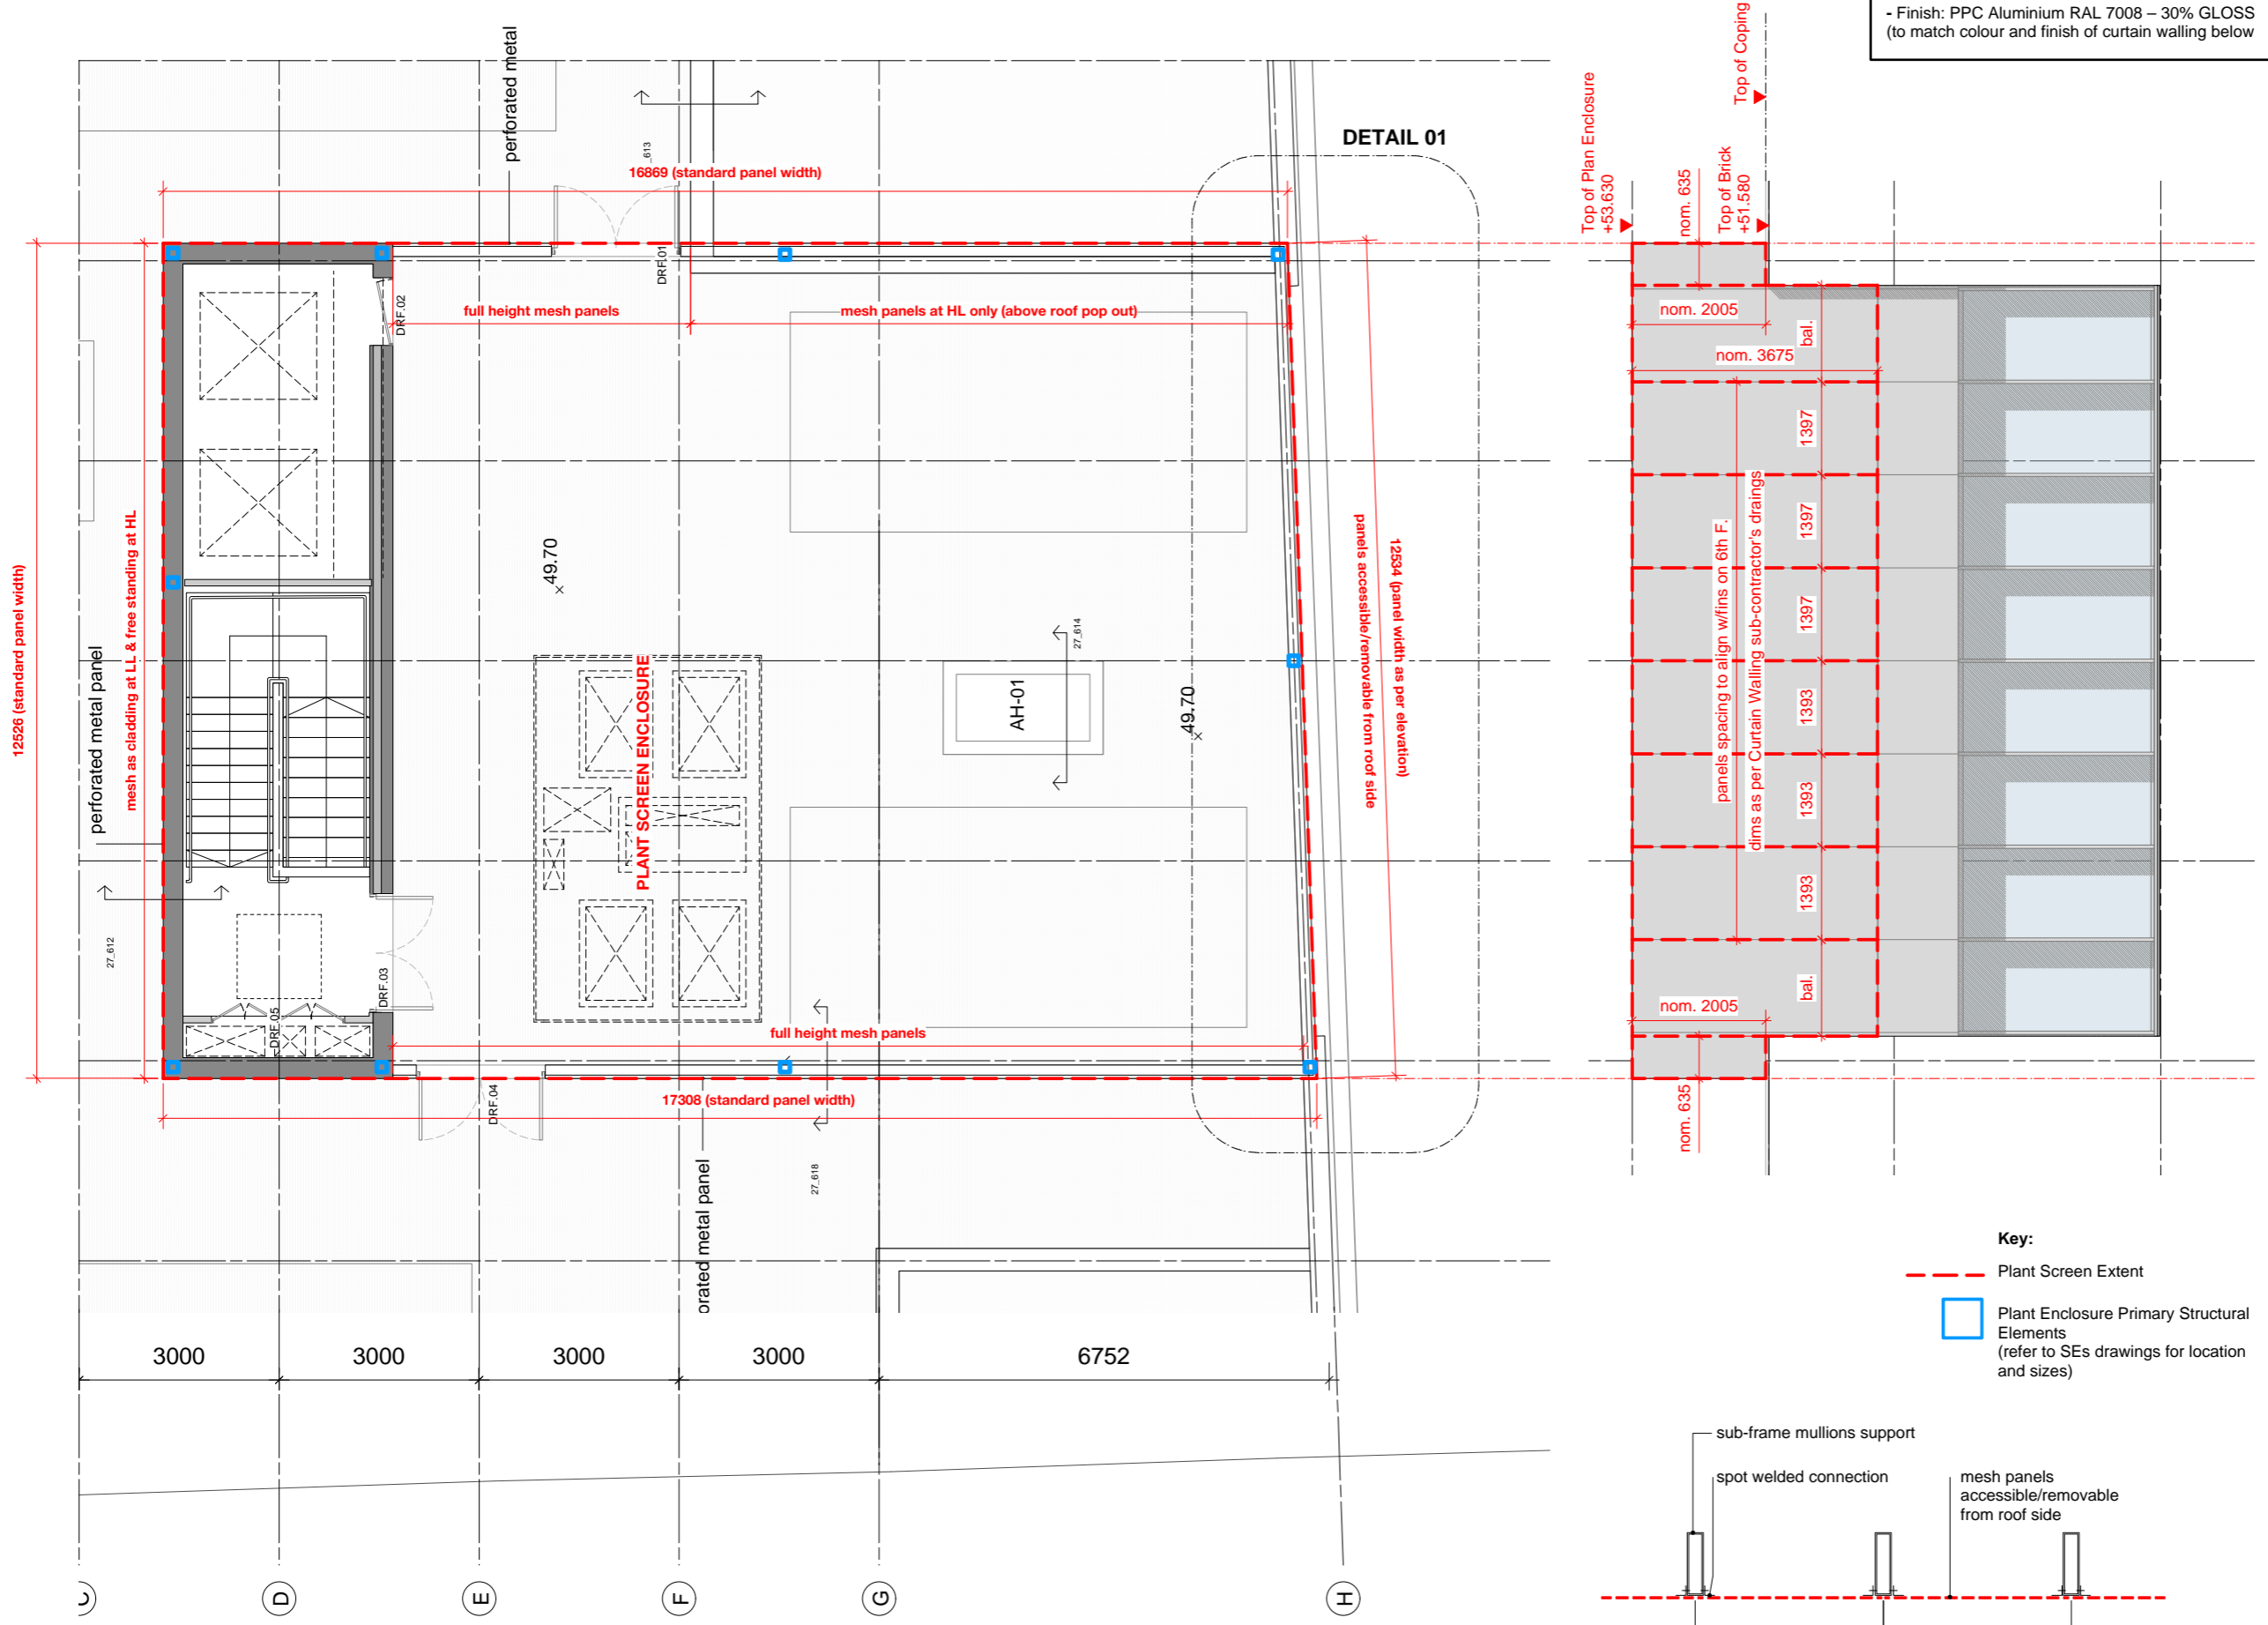 - Finish: PPC Aluminium RAL 7008 – 30% GLOSS
(to match colour and finish of curtain walling below
Top of Coping
Top of Plan Enclosure
+53.630
nom. 635
Top of Brick
+51.580
perforated metal
_613
DETAIL 01
16869 (standard panel width)
DRF.01
DRF.02
full height mesh panels
mesh panels at HL only (above roof pop out)
nom. 2005
bal.
nom. 3675
1397
1397
1397
1393
1393
1393
bal.
panels spacing to align w/fins on 6th F.
dims as per Curtain Walling sub-contractor's draings
12526 (standard panel width)
mesh as cladding at LL & free standing at HL
perforated metal panel
49.70
PLANT SCREEN ENCLOSURE
27_614
AH-01
49.70
12534 (panel width as per elevation)
panels accessible/removable from roof side
27_612
DRF.03
DRF.05
full height mesh panels
nom. 2005
17308 (standard panel width)
DRF.04
nom. 635
27_618
orated metal panel
Key:
Plant Screen Extent
Plant Enclosure Primary Structural
Elements
(refer to SEs drawings for location
and sizes)
3000
3000
3000
3000
6752
sub-frame mullions support
spot welded connection
mesh panels
accessible/removable
from roof side
D
E
F
G
H